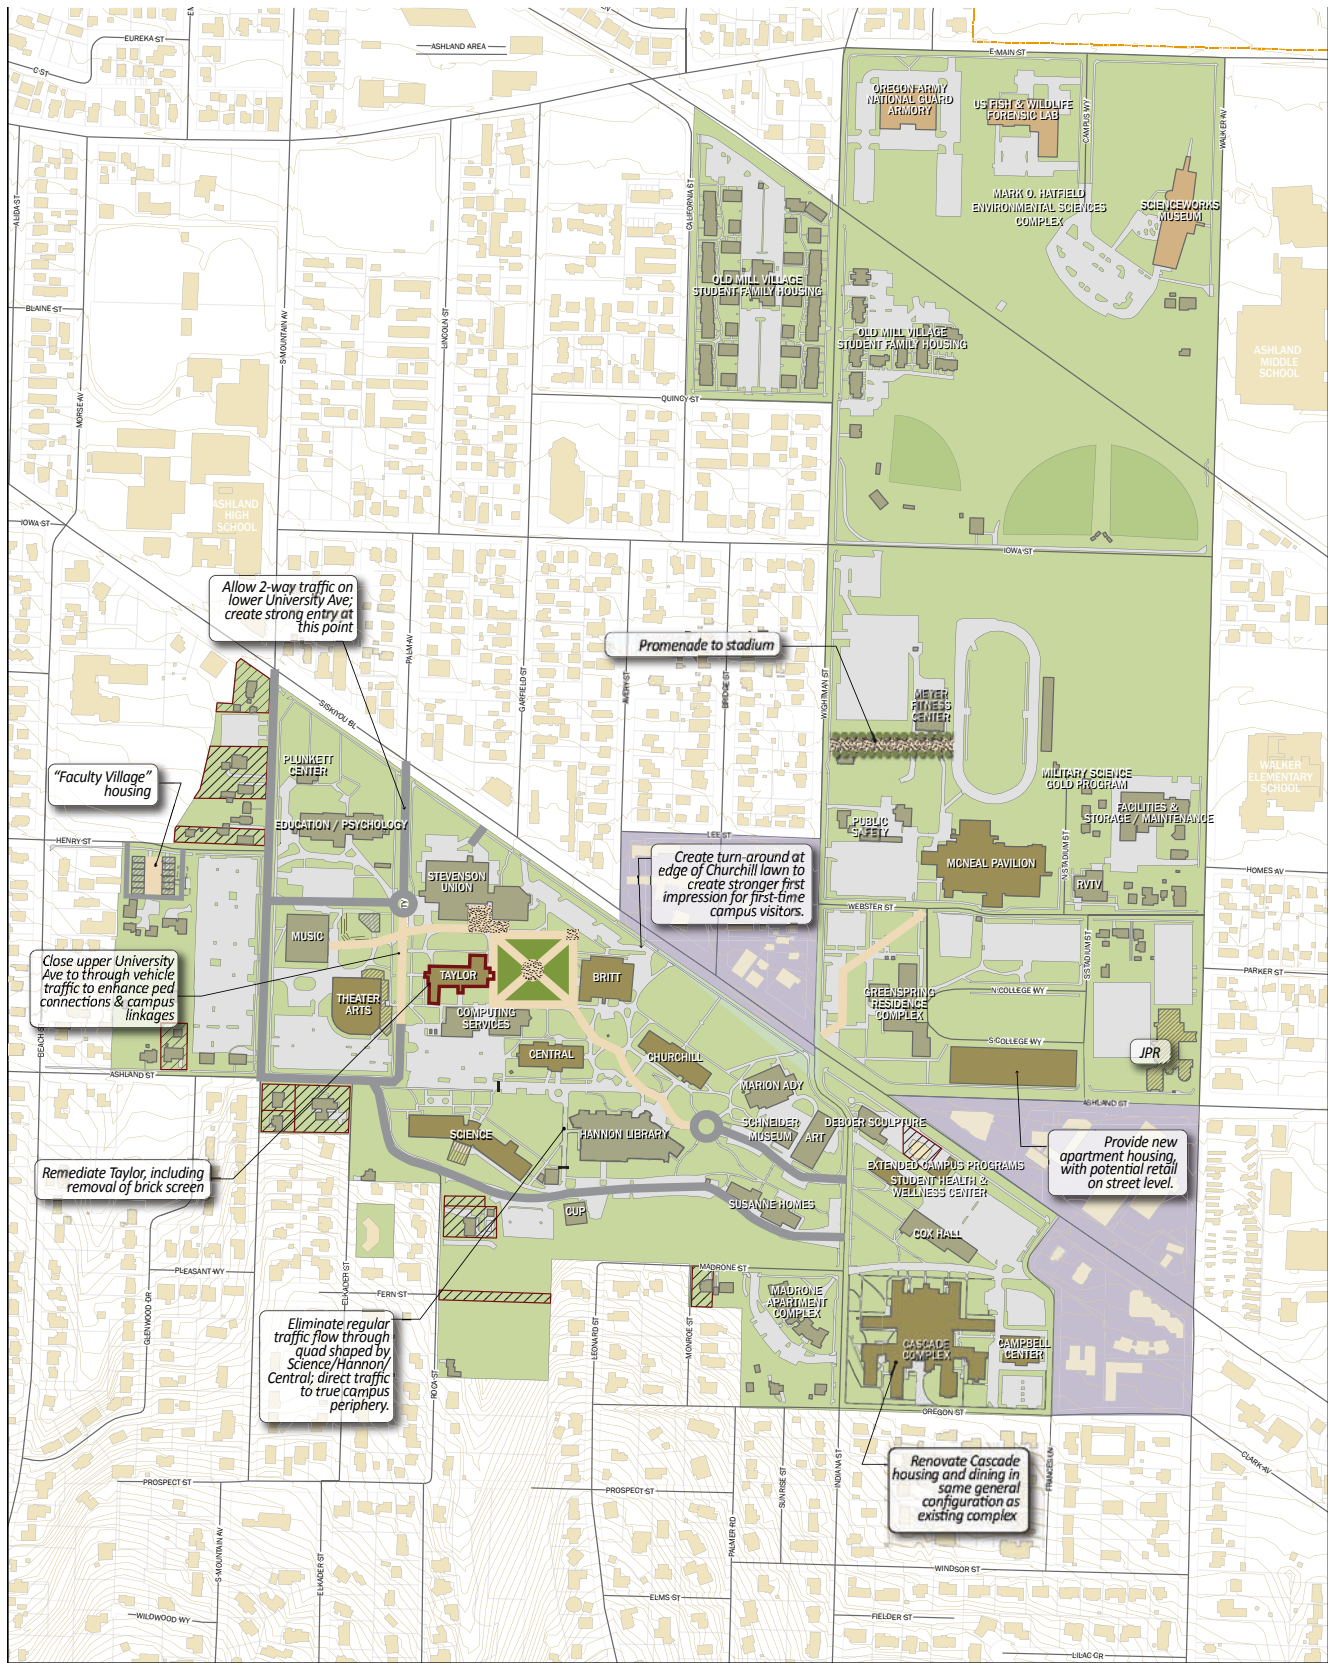 EUREKA ST
C ST
ASHLAND AREA
E MAIN ST
OREGON ARMY
NATIONAL GUARD
ARMORY
US FISH & WILDLIFE
FORENSIC LAB
CAMPUS WY
WALKER AV
ALIDA ST
CALIFORNIA ST
MARK O. HATFIELD
ENVIRONMENTAL SCIENCES
COMPLEX
SCIENCEWORKS
MUSEUM
OLD MILL VILLAGE
STUDENT FAMILY HOUSING
BLAINE ST
S MOUNTAIN AV
LINCOLN ST
OLD MILL VILLAGE
STUDENT FAMILY HOUSING
ASHLAND
MIDDLE
SCHOOL
MORSE AV
QUINCY ST
ASHLAND
HIGH
SCHOOL
IOWA ST
IOWA ST
Allow 2-way traffic on
lower University Ave;
create strong entry at
this point
PALM AV
Promenade to stadium
GARFIELD ST
AVERY ST
BRIDGE ST
WIGHTMAN ST
MEYER
FITNESS
CENTER
SISKIYOU BL
PLUNKETT
CENTER
"Faculty Village"
housing
MILITARY SCIENCE
GOLD PROGRAM
WALKER
ELEMENTARY
SCHOOL
FACILITIES &
STORAGE / MAINTENANCE
EDUCATION / PSYCHOLOGY
PUBLIC
SAFETY
HENRY ST
LEE ST
N STADIUM ST
Create turn-around at
edge of Churchill lawn to
create stronger first
impression for first-time
campus visitors.
MCNEAL PAVILION
STEVENSON
UNION
RVTV
HOMES AV
WEBSTER ST
MUSIC
S STADIUM ST
Close upper University
Ave to through vehicle
traffic to enhance ped
connections & campus
linkages
TAYLOR
BRITT
PARKER ST
THEATER
ARTS
GREENSPRING
RESIDENCE
COMPLEX
N COLLEGE WY
COMPUTING
SERVICES
S COLLEGE WY
BEACH ST
CENTRAL
CHURCHILL
JPR
ASHLAND ST
MARION ADY
ASHLAND ST
SCIENCE
HANNON LIBRARY
SCHNEIDER
MUSEUM
ART
DEBOER SCULPTURE
Provide new
apartment housing,
with potential retail
on street level.
Remediate Taylor, including
removal of brick screen
EXTENDED CAMPUS PROGRAMS
STUDENT HEALTH &
WELLNESS CENTER
CUP
SUSANNE HOMES
COX HALL
PLEASANT WY
MADRONE ST
ELKADER ST
FERN ST
MADRONE
APARTMENT
COMPLEX
GLENWOOD DR
Eliminate regular
traffic flow through
quad shaped by
Science/Hannon/
Central; direct traffic
to true campus
periphery.
LEONARD ST
MONROE ST
CASCADE
COMPLEX
CAMPBELL
CENTER
ROCA ST
OREGON ST
Renovate Cascade
housing and dining in
same general
configuration as
existing complex
CLARK AV
PROSPECT ST
PROSPECT ST
SUNRISE ST
INDIANA ST
FRANCES LN
S MOUNTAIN AV
ELKADER ST
PALMER RD
WINDSOR ST
ELMS ST
WILDWOOD WY
FIELDER ST
LILAC CR